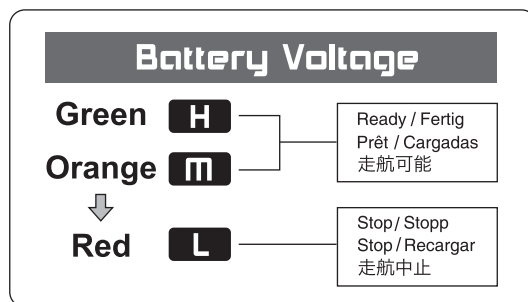 Battery Voltage
Green H
Orange m
Red L
Ready / Fertig
Prêt / Cargadas
走航可能
Stop / Stopp
Stop / Recargar
走航中止